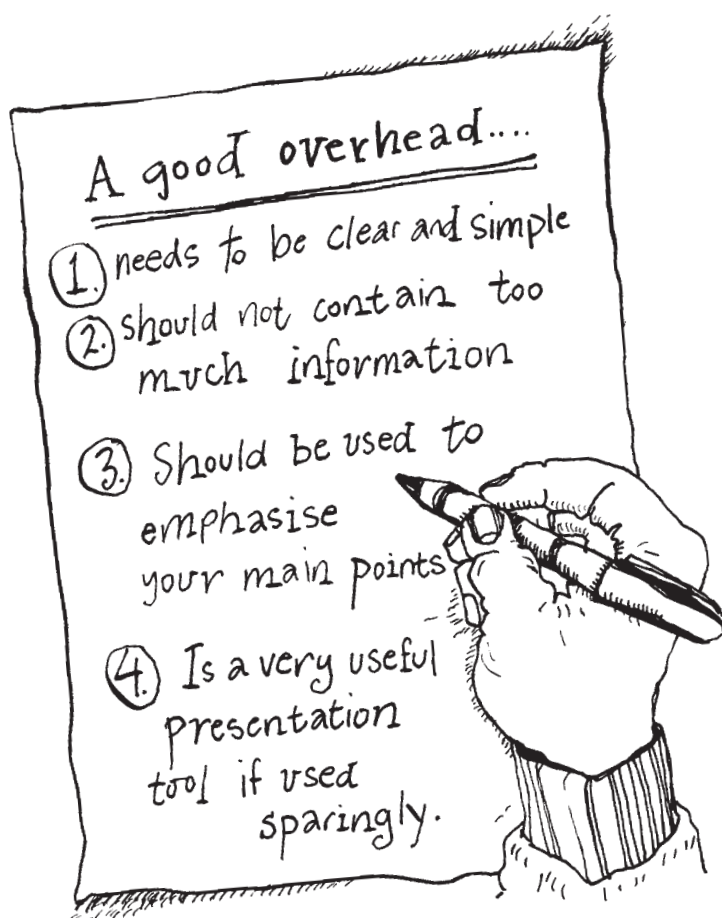 A good overhead....
1. needs to be clear and simple
2. should not contain too
much information
3. Should be used to
emphasise
your main points
4. Is a very useful
presentation
tool if used
sparingly.